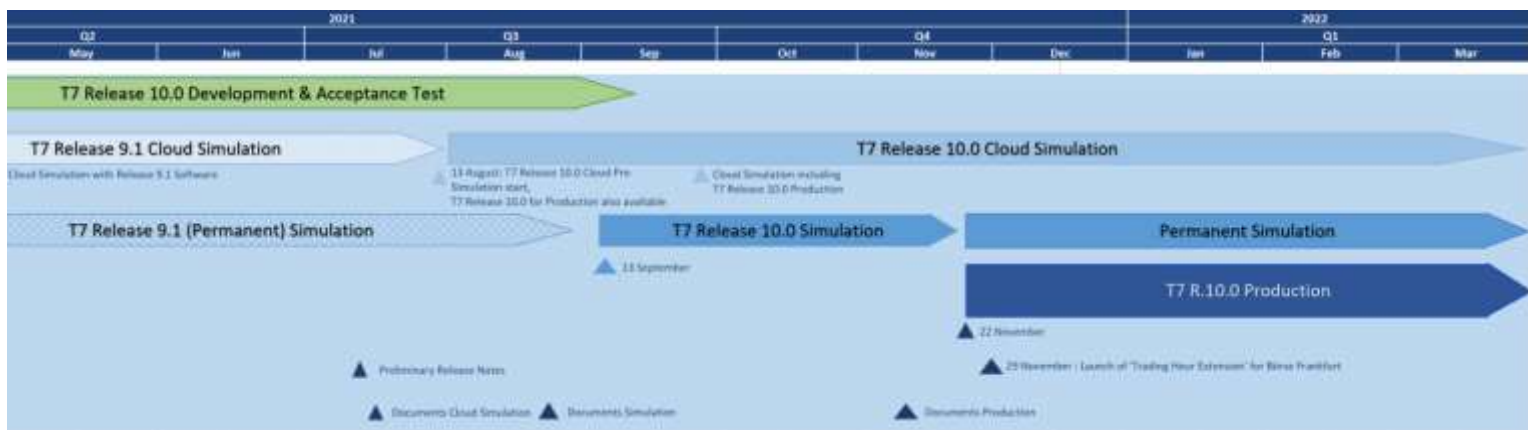 2021 2022
Q2 Q3 Q4 Q1
May Jun Jul Aug Sep Oct Nov Dec Jan Feb Mar
T7 Release 10.0 Development & Acceptance Test
T7 Release 9.1 Cloud Simulation
T7 Release 10.0 Cloud Simulation
Cloud Simulation with Release 9.1 Software
13 August: T7 Release 10.0 Cloud Pre
Simulation start,
T7 Release 10.0 for Production also available
Cloud Simulation including
T7 Release 10.0 Production
T7 Release 9.1 (Permanent) Simulation
T7 Release 10.0 Simulation
Permanent Simulation
13 September
T7 R.10.0 Production
22 November
29 November : Launch of 'Trading Hour Extension' for Börse Frankfurt
Preliminary Release Notes
Documents Cloud Simulation
Documents Simulation
Documents Production